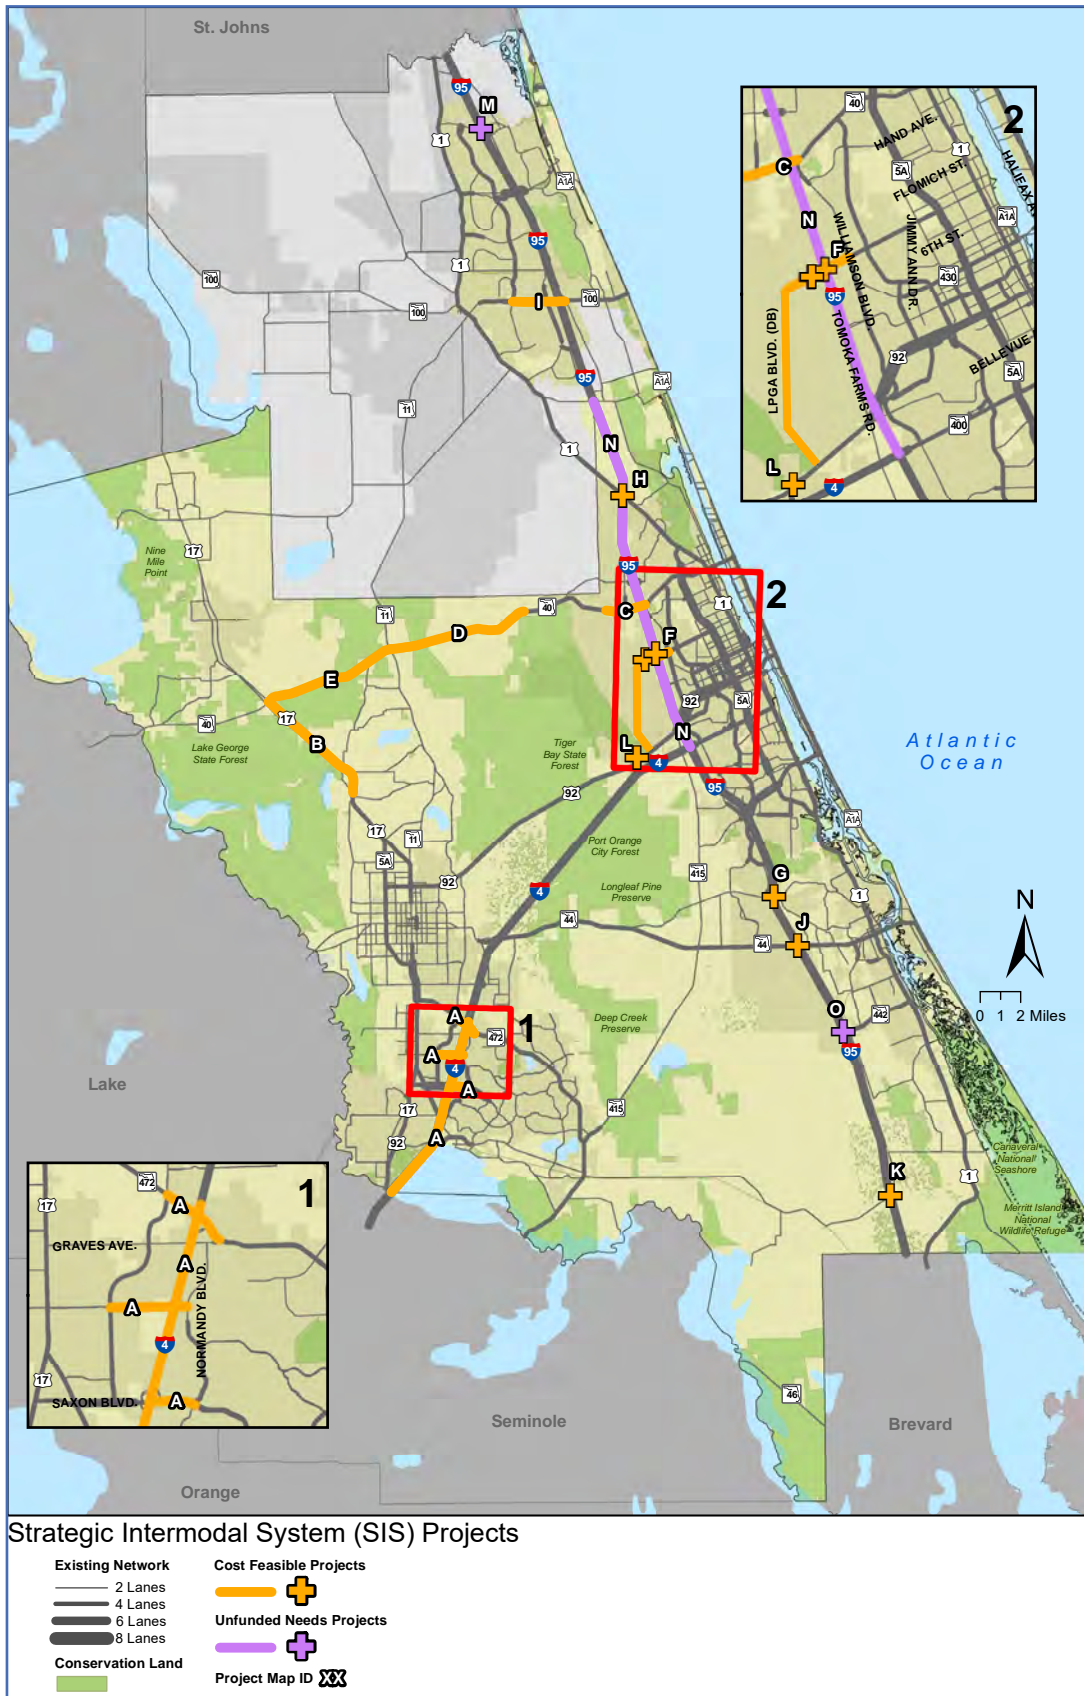 St. Johns
95
M
1
A1A
95
1
100
100
I
100
95
A1A
11
N
1
H
17
Nine
Mile
Point
95
2
11
40
C
1
D
F
E
17
40
B
92
5A
N
Lake George
State Forest
Tiger
Bay State
Forest
L
4
95
92
Atlantic
Ocean
17
11
5A
A1A
Port Orange
City Forest
92
415
G
1
4
Longleaf Pine
Preserve
44
J
44
N
0 1 2 Miles
A
1
472
A
4
A
Deep Creek
Preserve
O
442
95
Lake
17
415
92
A
Canaveral
National
Seashore
K
1
Merritt Island
National
Wildlife Refuge
46
Seminole
Brevard
Orange
2
40
HAND AVE.
1
HALIFAX A
C
5A
FLOMICH ST.
A1A
N
WILLIAMSON BLVD.
JIMMY ANN DR.
6TH ST.
F
430
95
LPGA BLVD. (DB)
TOMOKA FARMS RD.
92
BELLEVUE
5A
400
L
4
1
472
17
A
GRAVES AVE.
A
NORMANDY BLVD.
A
4
17
SAXON BLVD.
A
Strategic Intermodal System (SIS) Projects
Existing Network
2 Lanes
4 Lanes
6 Lanes
8 Lanes
Conservation Land
Cost Feasible Projects
Unfunded Needs Projects
Project Map ID XX